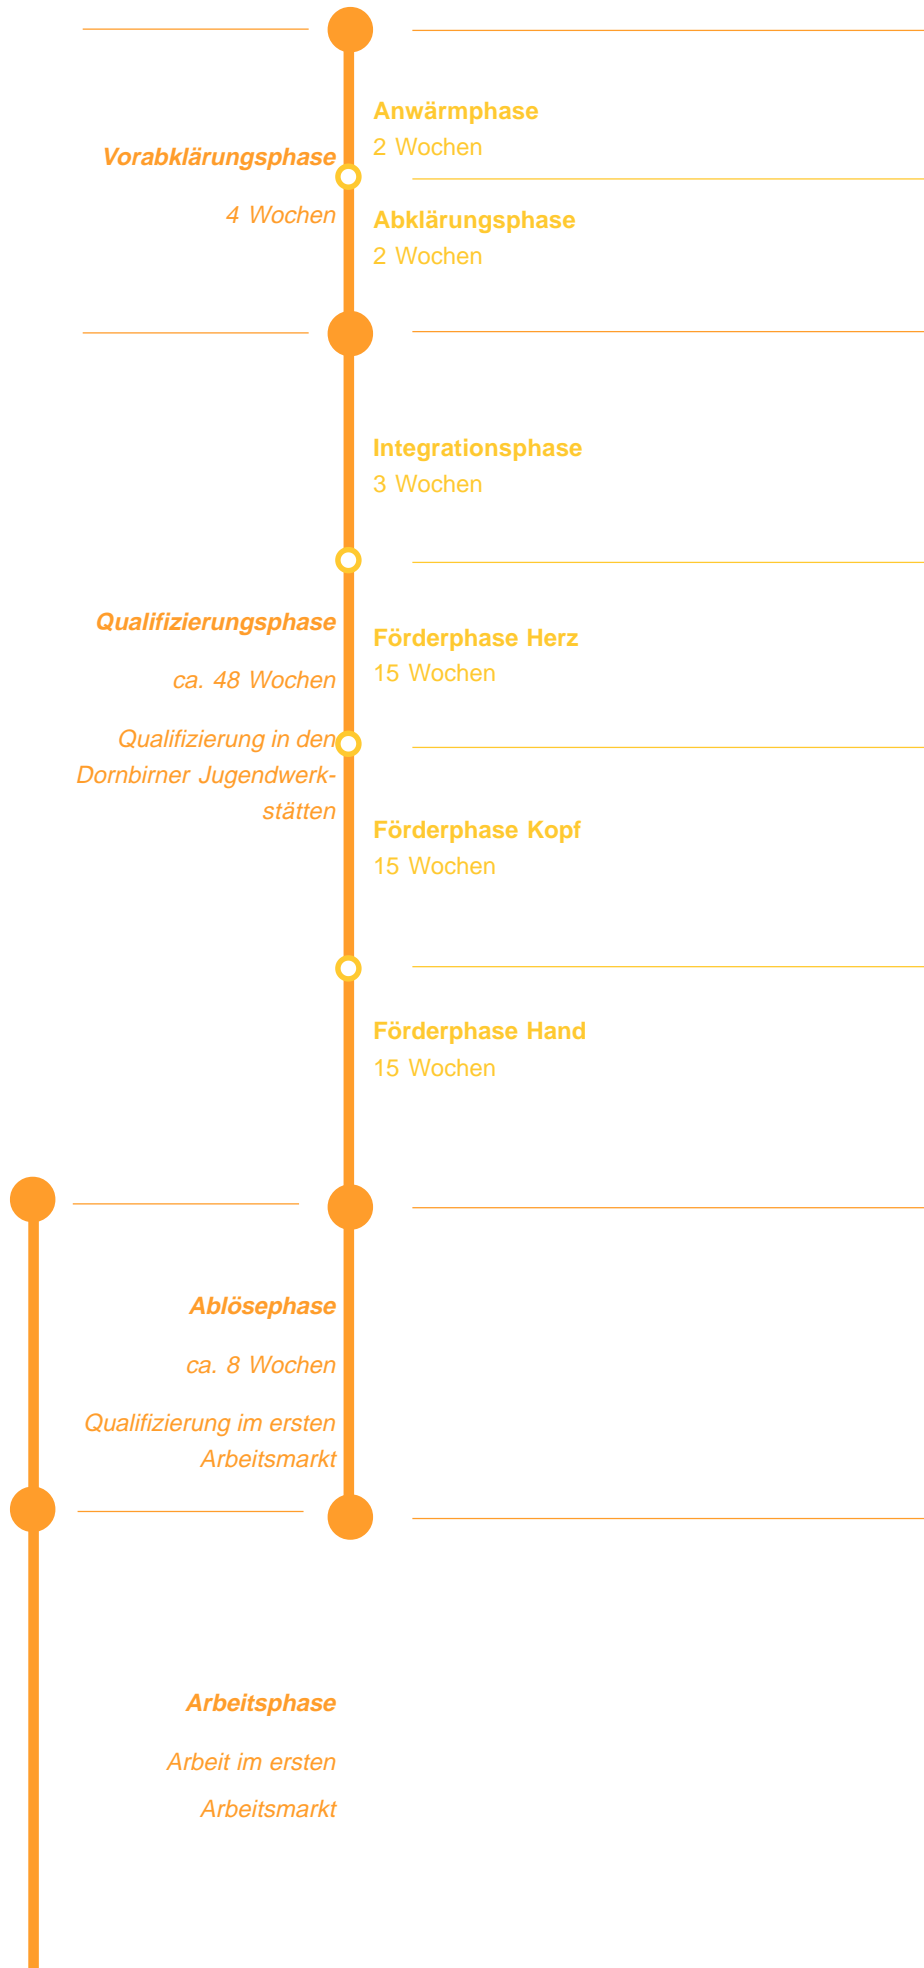 Anwärmphase
2 Wochen
Vorabklärungsphase
4 Wochen
Abklärungsphase
2 Wochen
Integrationsphase
3 Wochen
Qualifizierungsphase
ca. 48 Wochen
Qualifizierung in den
Dornbirner Jugendwerk-
stätten
Förderphase Herz
15 Wochen
Förderphase Kopf
15 Wochen
Förderphase Hand
15 Wochen
Ablösephase
ca. 8 Wochen
Qualifizierung im ersten
Arbeitsmarkt
Arbeitsphase
Arbeit im ersten
Arbeitsmarkt